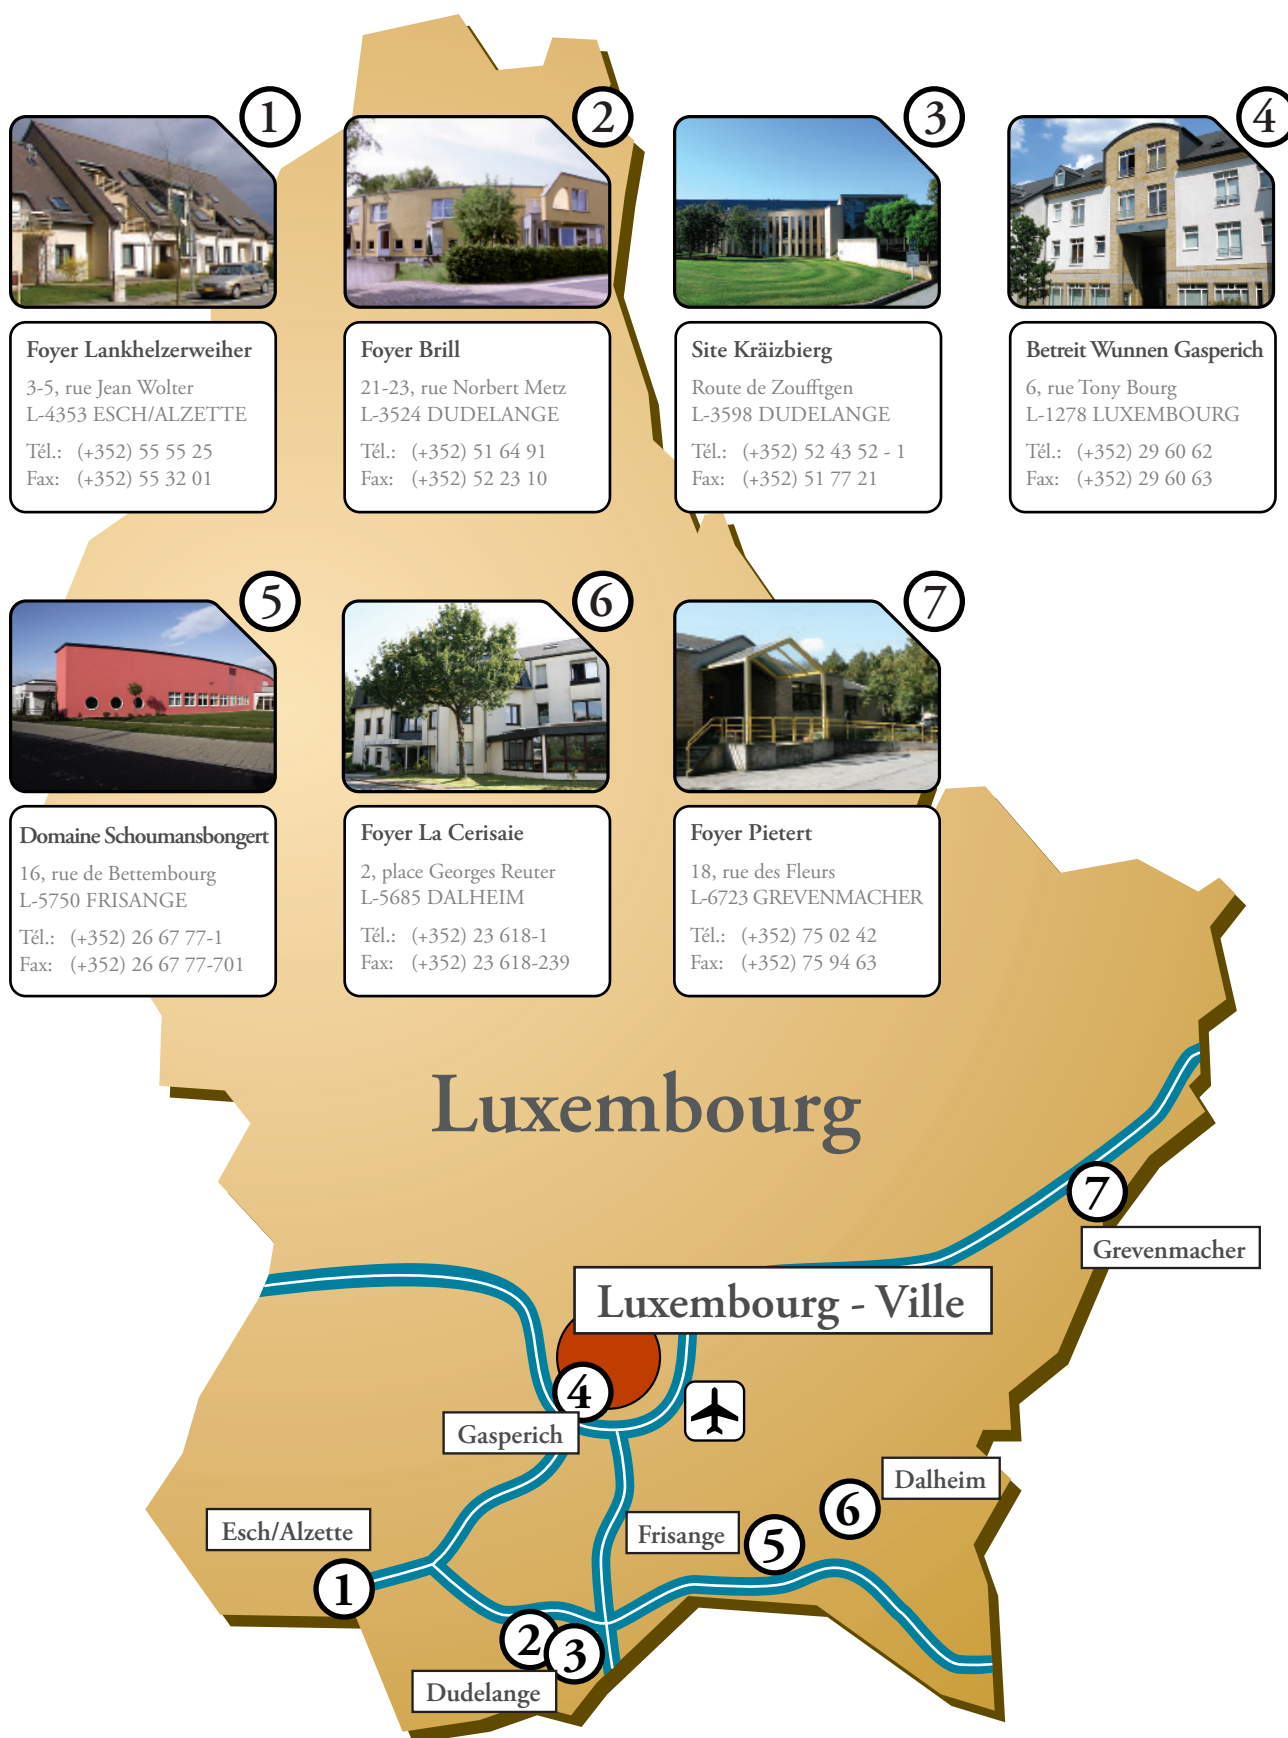 1
2
3
4
Foyer Lankhelzerweiher
3-5, rue Jean Wolter
L-4353 ESCH/ALZETTE
Tél.: (+352) 55 55 25
Fax: (+352) 55 32 01
Foyer Brill
21-23, rue Norbert Metz
L-3524 DUDELANGE
Tél.: (+352) 51 64 91
Fax: (+352) 52 23 10
Site Kräizbierg
Route de Zoufftgen
L-3598 DUDELANGE
Tél.: (+352) 52 43 52 - 1
Fax: (+352) 51 77 21
Betreit Wunnen Gasperich
6, rue Tony Bourg
L-1278 LUXEMBOURG
Tél.: (+352) 29 60 62
Fax: (+352) 29 60 63
5
6
7
Domaine Schoumansbongert
16, rue de Bettembourg
L-5750 FRISANGE
Tél.: (+352) 26 67 77-1
Fax: (+352) 26 67 77-701
Foyer La Cerisaie
2, place Georges Reuter
L-5685 DALHEIM
Tél.: (+352) 23 618-1
Fax: (+352) 23 618-239
Foyer Pietert
18, rue des Fleurs
L-6723 GREVENMACHER
Tél.: (+352) 75 02 42
Fax: (+352) 75 94 63
Luxembourg
7
Grevenmacher
Luxembourg - Ville
4
Gasperich
Dalheim
6
Esch/Alzette
Frisange
5
1
2
3
Dudelange